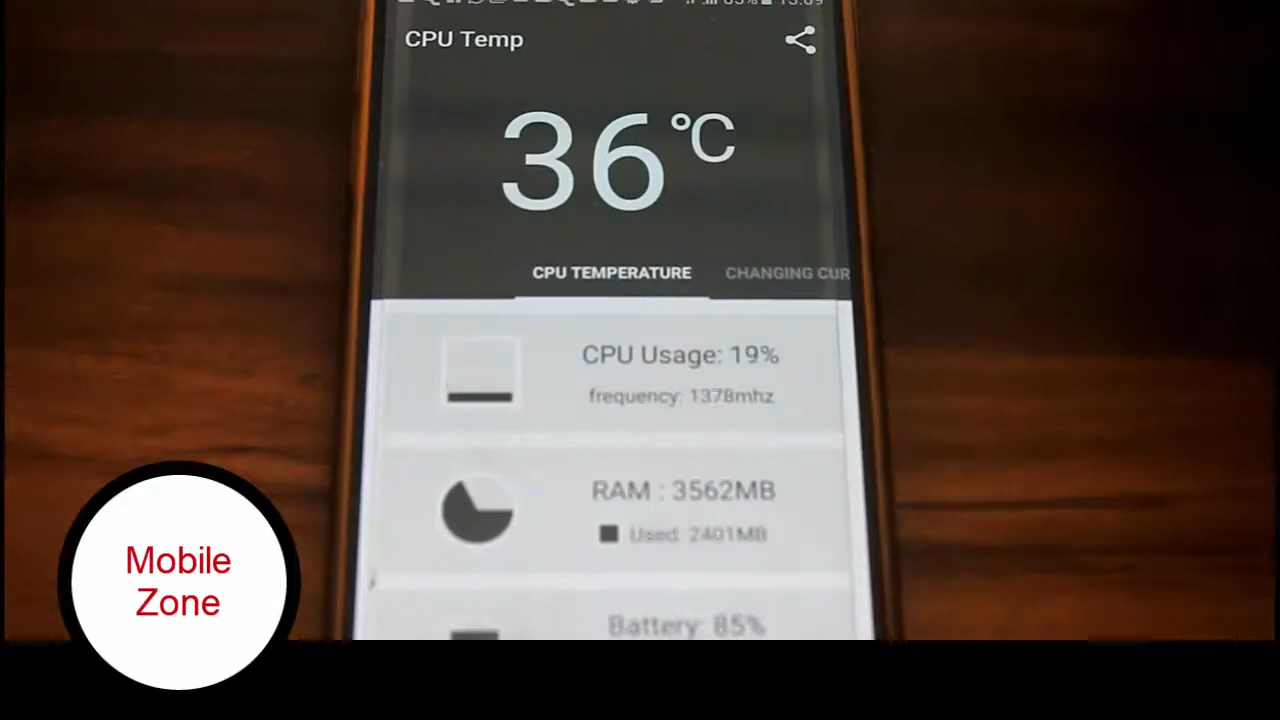 CPU Temp
36°C
CPU TEMPERATURE CHANGING CUR
CPU Usage: 19%
frequency: 1378mhz
RAM : 3562MB
Used: 2401MB
Battery: 85%
Mobile
Zone